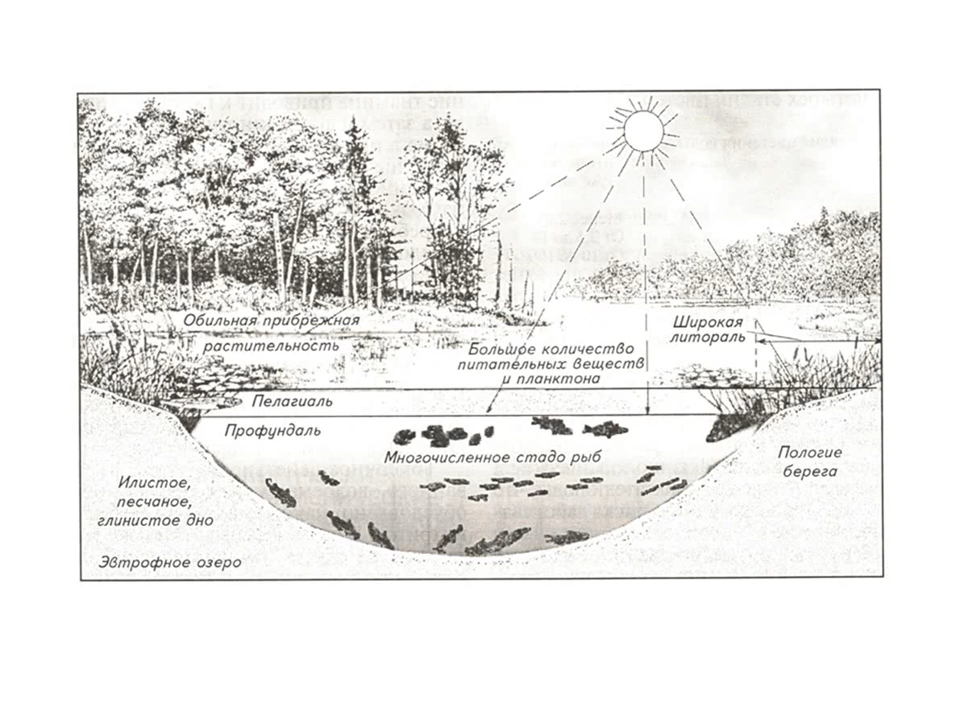 Обильная прибрежная
растительность
Большое количество
питательных веществ
и планктона
Широкая
литораль
Пелагиаль
Профундаль
Многочисленное стадо рыб
Пологие
берега
Илистое,
песчаное,
глинистое дно
Эвтрофное озеро